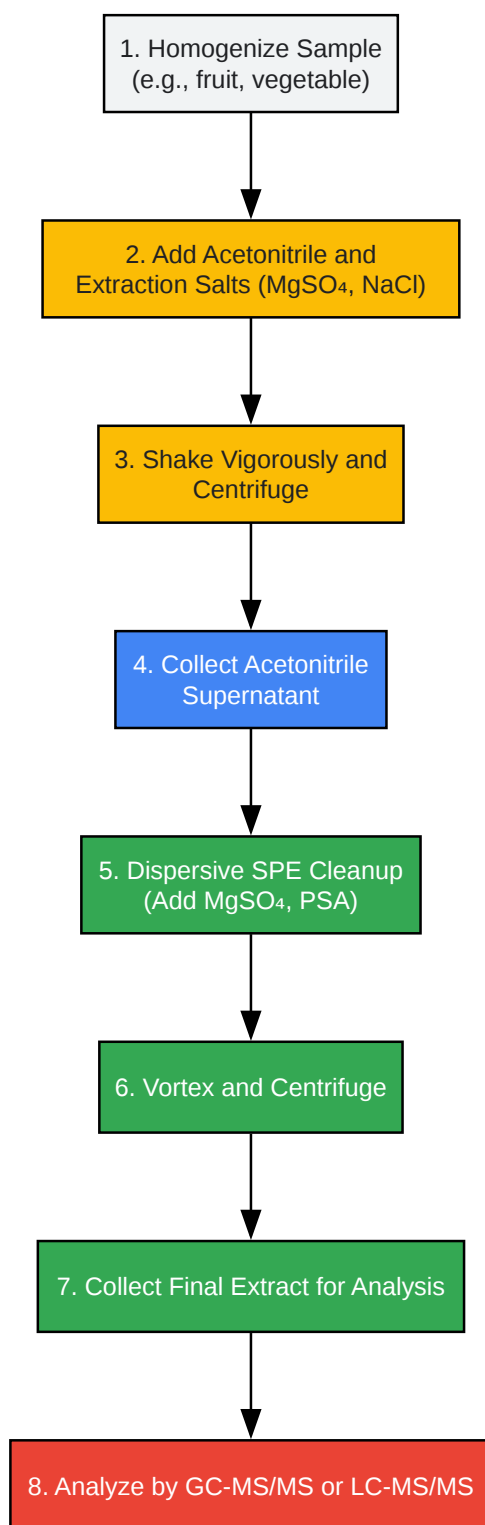 1. Homogenize Sample
(e.g., fruit, vegetable)
2. Add Acetonitrile and
Extraction Salts (MgSO₄, NaCl)
3. Shake Vigorously and
Centrifuge
4. Collect Acetonitrile
Supernatant
5. Dispersive SPE Cleanup
(Add MgSO₄, PSA)
6. Vortex and Centrifuge
7. Collect Final Extract for Analysis
8. Analyze by GC-MS/MS or LC-MS/MS